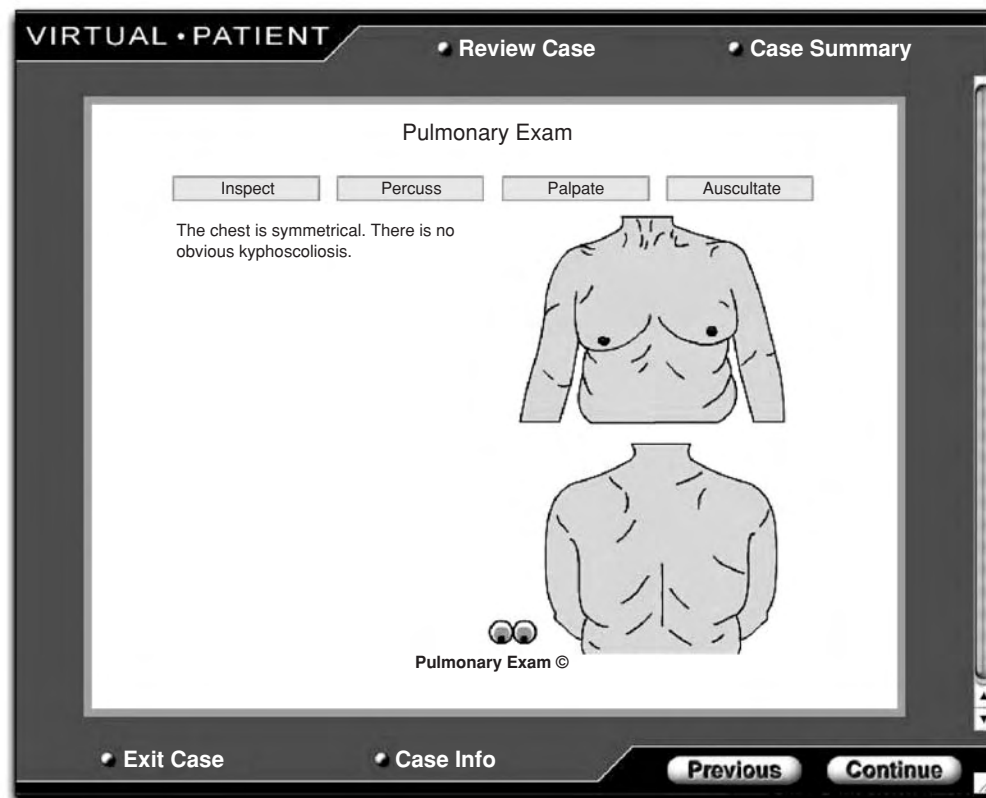 VIRTUAL • PATIENT
Review Case
Case Summary
Pulmonary Exam
Inspect
Percuss
Palpate
Auscultate
The chest is symmetrical. There is no
obvious kyphoscoliosis.
Pulmonary Exam ©
Exit Case
Case Info
Previous
Continue